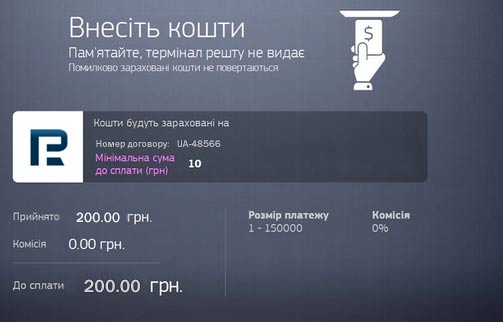 Внесіть кошти
Пам'ятайте, термінал решту не видає
Помилково зараховані кошти не повертаються
$
Кошти будуть зараховані на
Номер договору: UA-48566
Мінімальна сума
до сплати (грн) 10
Прийнято 200.00 грн.
Комісія 0.00 грн.
До сплати 200.00 грн.
Розмір платежу
1 - 150000
Комісія
0%